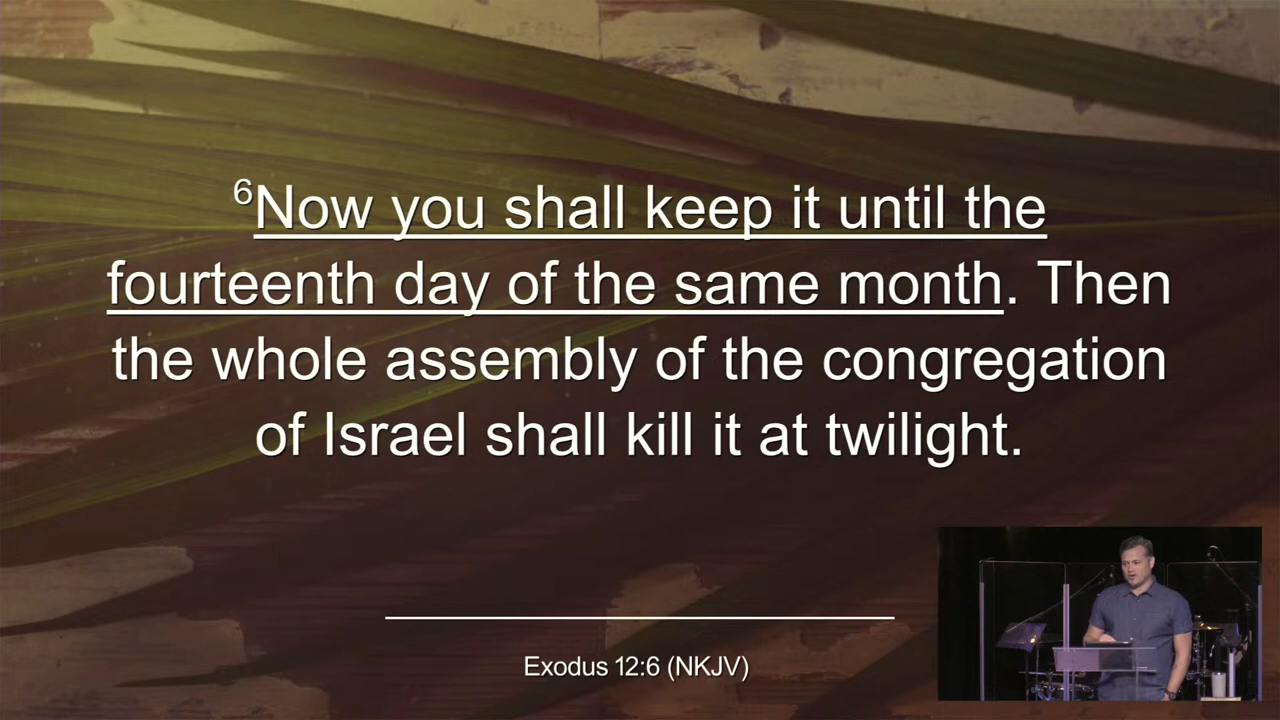 ⁶Now you shall keep it until the
fourteenth day of the same month. Then
the whole assembly of the congregation
of Israel shall kill it at twilight.
Exodus 12:6 (NKJV)